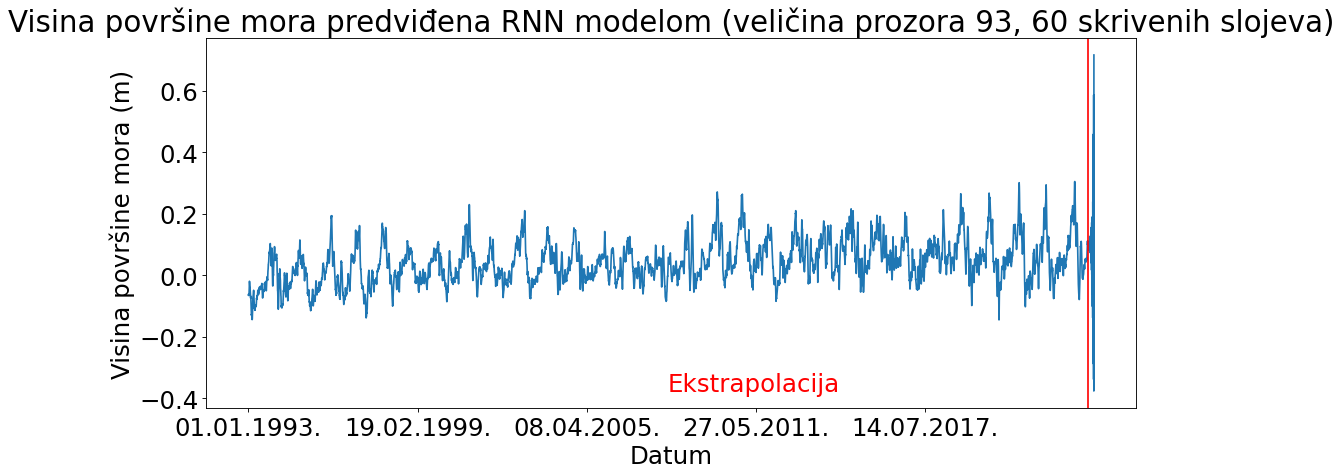 Visina površine mora predviđena RNN modelom (veličina prozora 93, 60 skrivenih slojeva)
Visina površine mora (m)
0.6
0.4
0.2
0.0
−0.2
−0.4
Ekstrapolacija
01.01.1993. 19.02.1999. 08.04.2005. 27.05.2011. 14.07.2017.
Datum